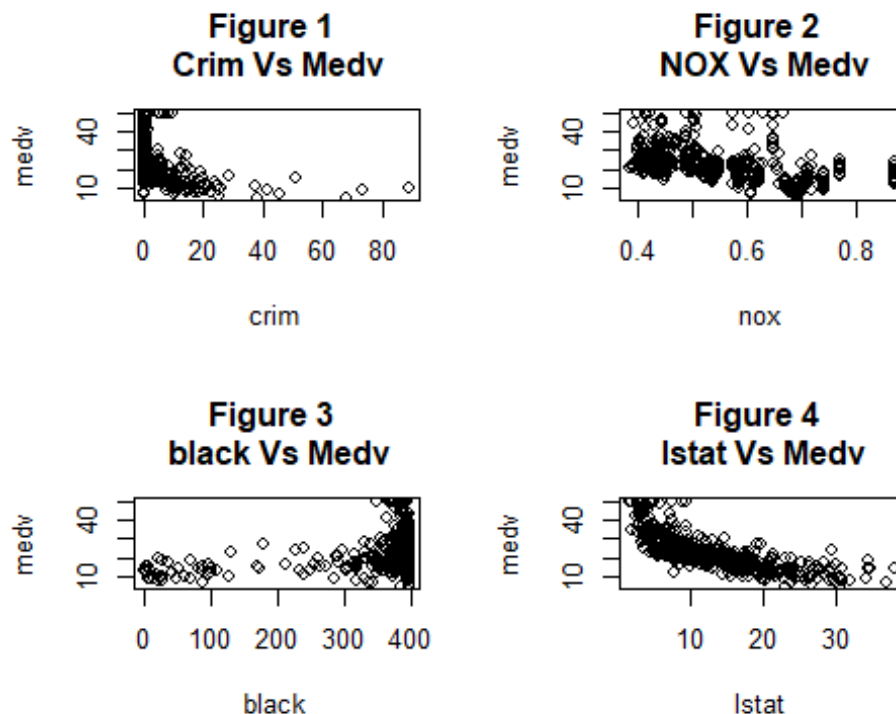 Figure 1
Crim Vs Medv
medv
10 40
0 20 40 60 80
crim
Figure 2
NOX Vs Medv
medv
10 40
0.4 0.6 0.8
nox
Figure 3
black Vs Medv
medv
10 40
0 100 200 300 400
black
Figure 4
lstat Vs Medv
medv
10 40
10 20 30
lstat